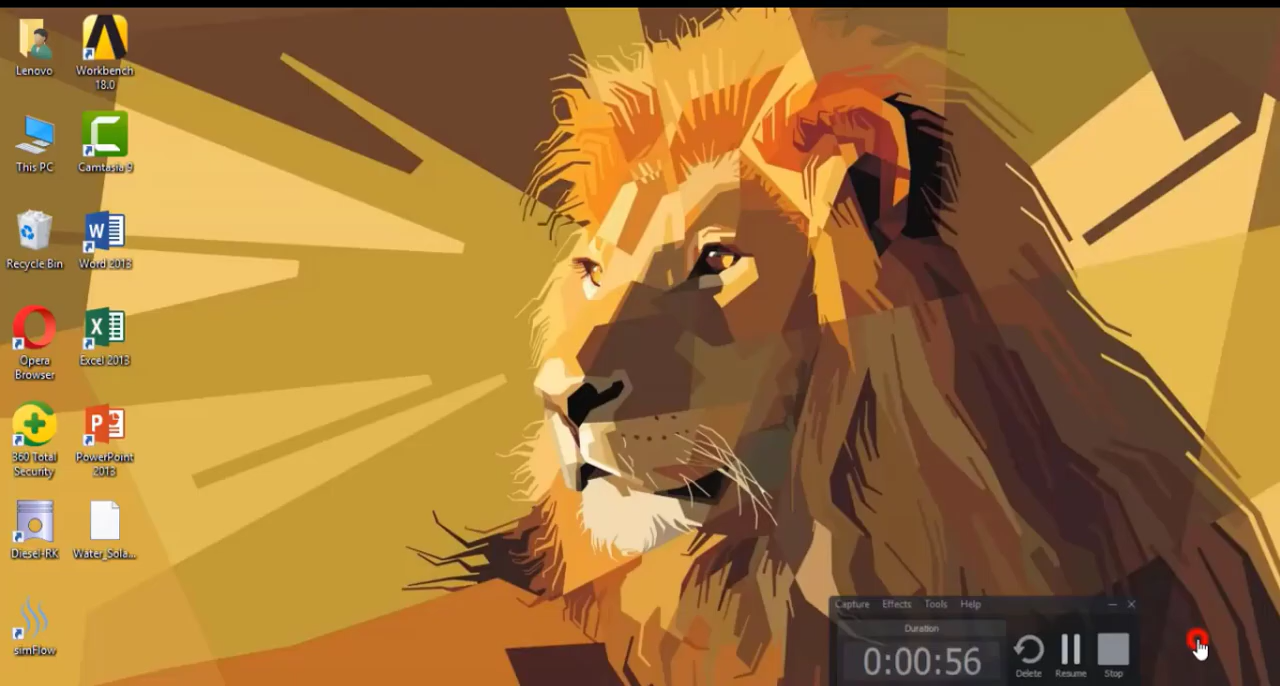 Lenovo
Workbench
18.0
This PC
Camtasia 9
Recycle Bin
Word 2013
Opera
Browser
Excel 2013
360 Total
Security
PowerPoint
2013
Diesel-RK
Water_Sola...
simFlow
Capture Effects Tools Help
Duration
0:00:56
Delete Resume Stop